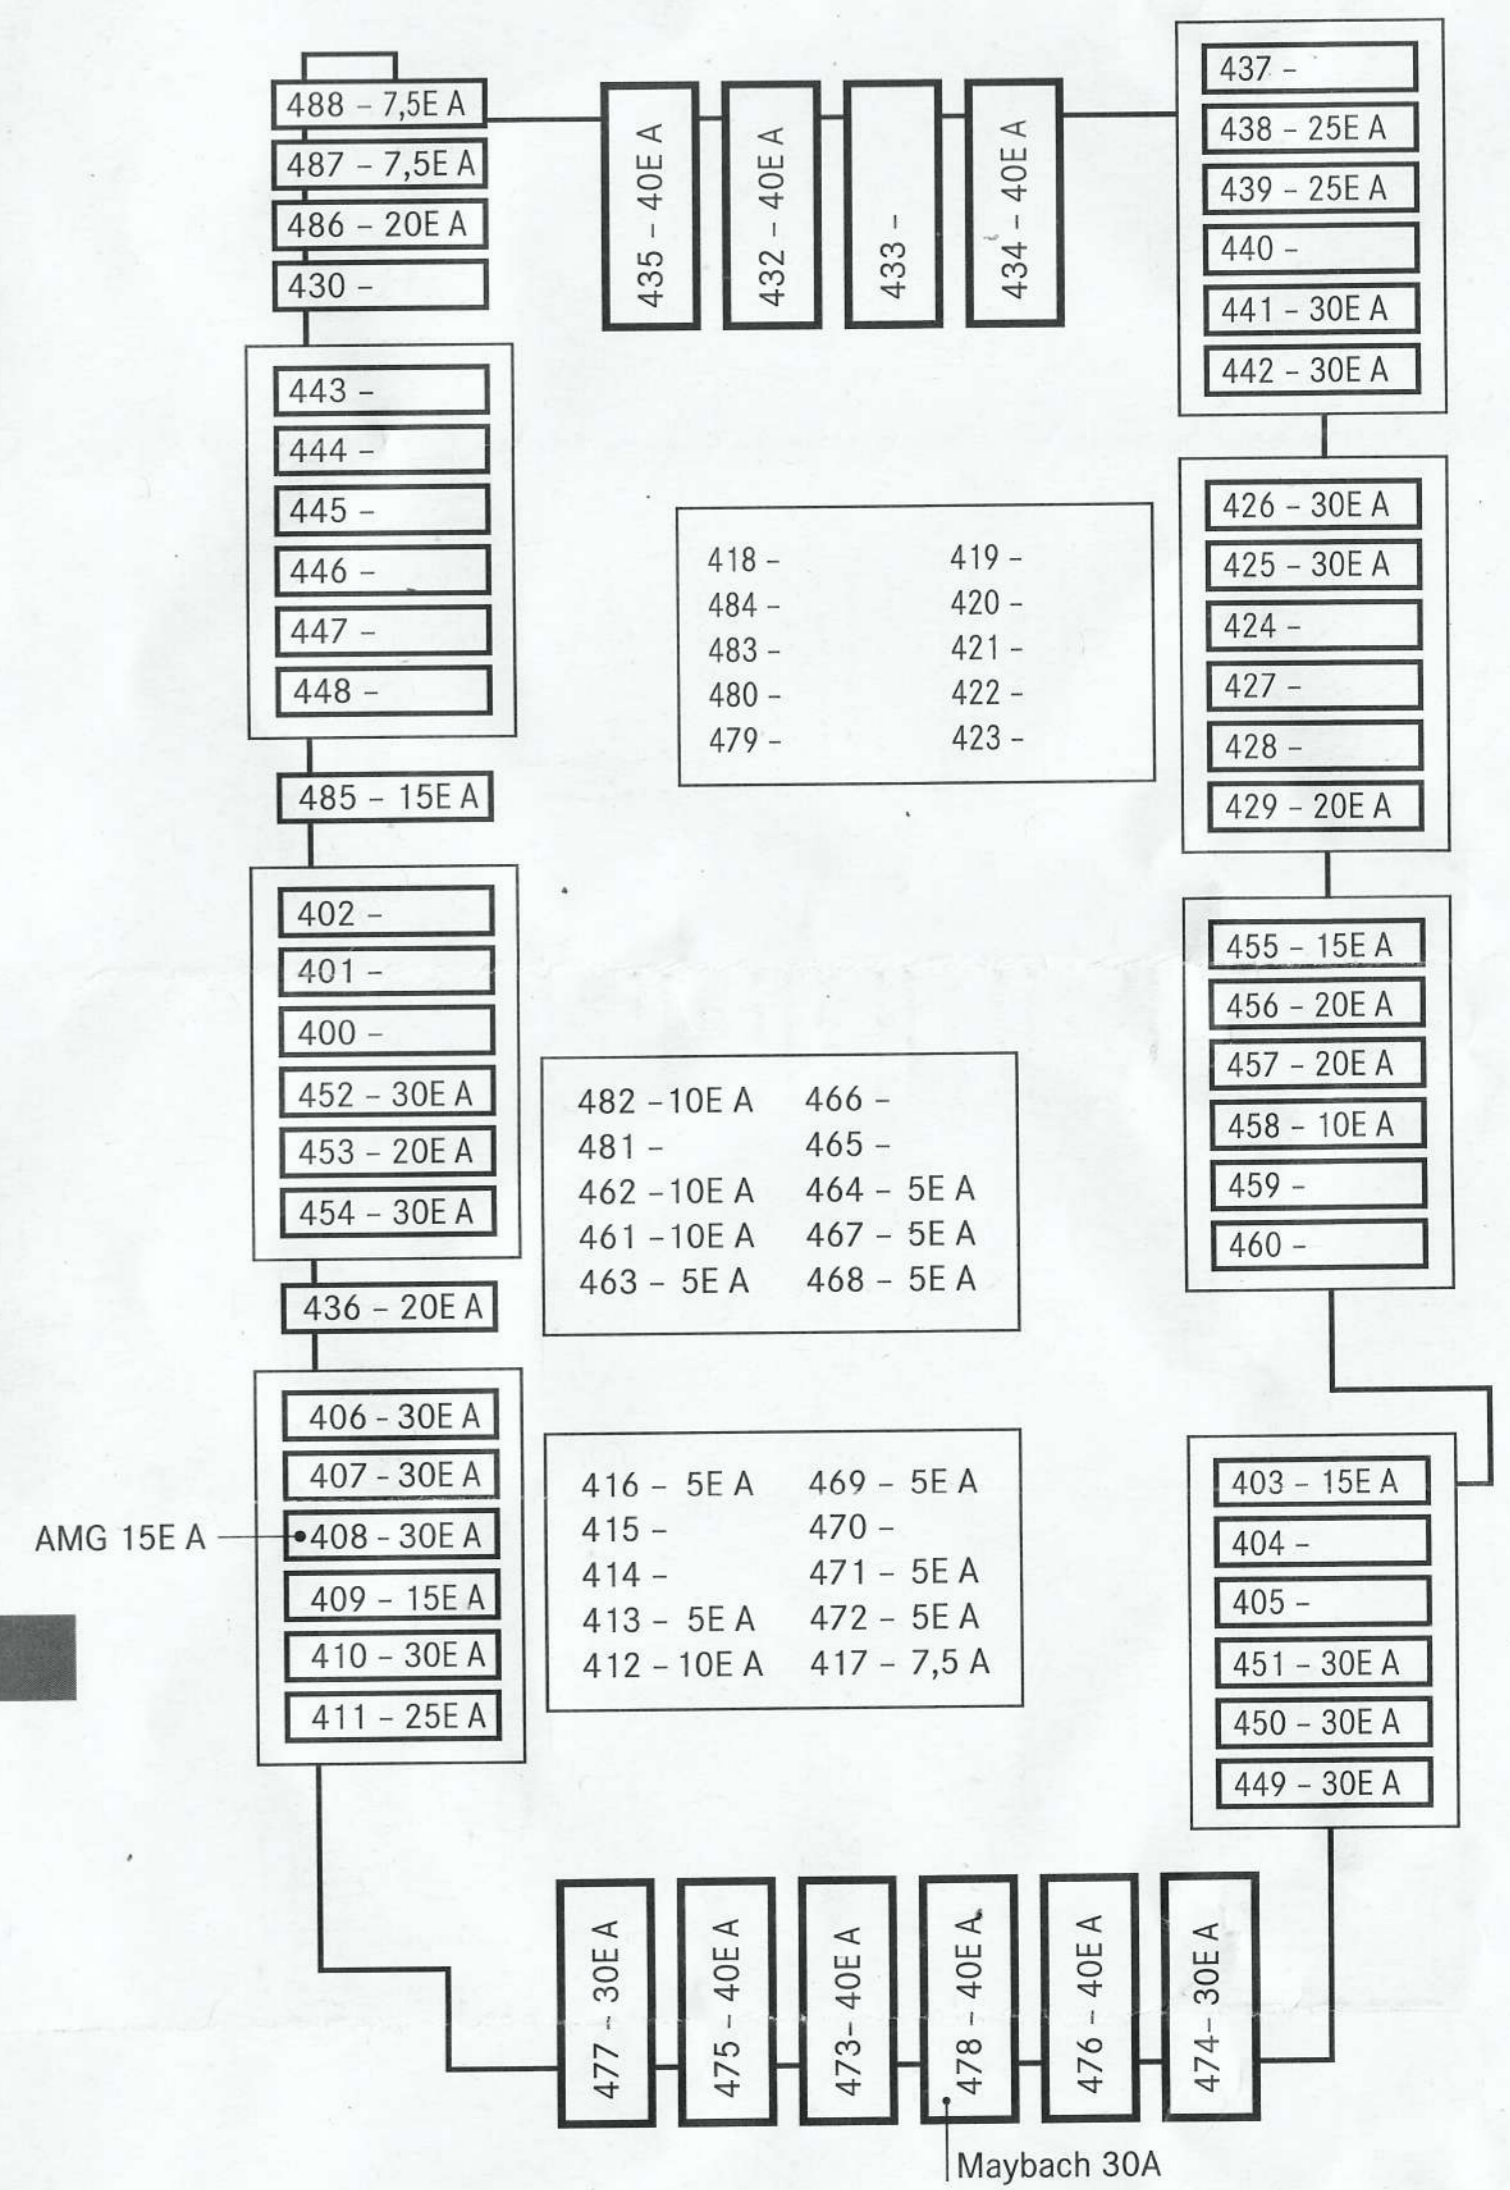 488 – 7,5E A
487 – 7,5E A
486 – 20E A
430 –
435 – 40E A
432 – 40E A
433 –
434 – 40E A
437 –
438 – 25E A
439 – 25E A
440 –
441 – 30E A
442 – 30E A
443 –
444 –
445 –
446 –
447 –
448 –
485 – 15E A
418 – 419 –
484 – 420 –
483 – 421 –
480 – 422 –
479 – 423 –
426 – 30E A
425 – 30E A
424 –
427 –
428 –
429 – 20E A
402 –
401 –
400 –
452 – 30E A
453 – 20E A
454 – 30E A
436 – 20E A
482 – 10E A 466 –
481 – 465 –
462 – 10E A 464 – 5E A
461 – 10E A 467 – 5E A
463 – 5E A 468 – 5E A
455 – 15E A
456 – 20E A
457 – 20E A
458 – 10E A
459 –
460 –
406 – 30E A
407 – 30E A
AMG 15E A
408 – 30E A
409 – 15E A
410 – 30E A
411 – 25E A
416 – 5E A 469 – 5E A
415 – 470 –
414 – 471 – 5E A
413 – 5E A 472 – 5E A
412 – 10E A 417 – 7,5 A
403 – 15E A
404 –
405 –
451 – 30E A
450 – 30E A
449 – 30E A
477 – 30E A
475 – 40E A
473 – 40E A
478 – 40E A
476 – 40E A
474 – 30E A
Maybach 30A